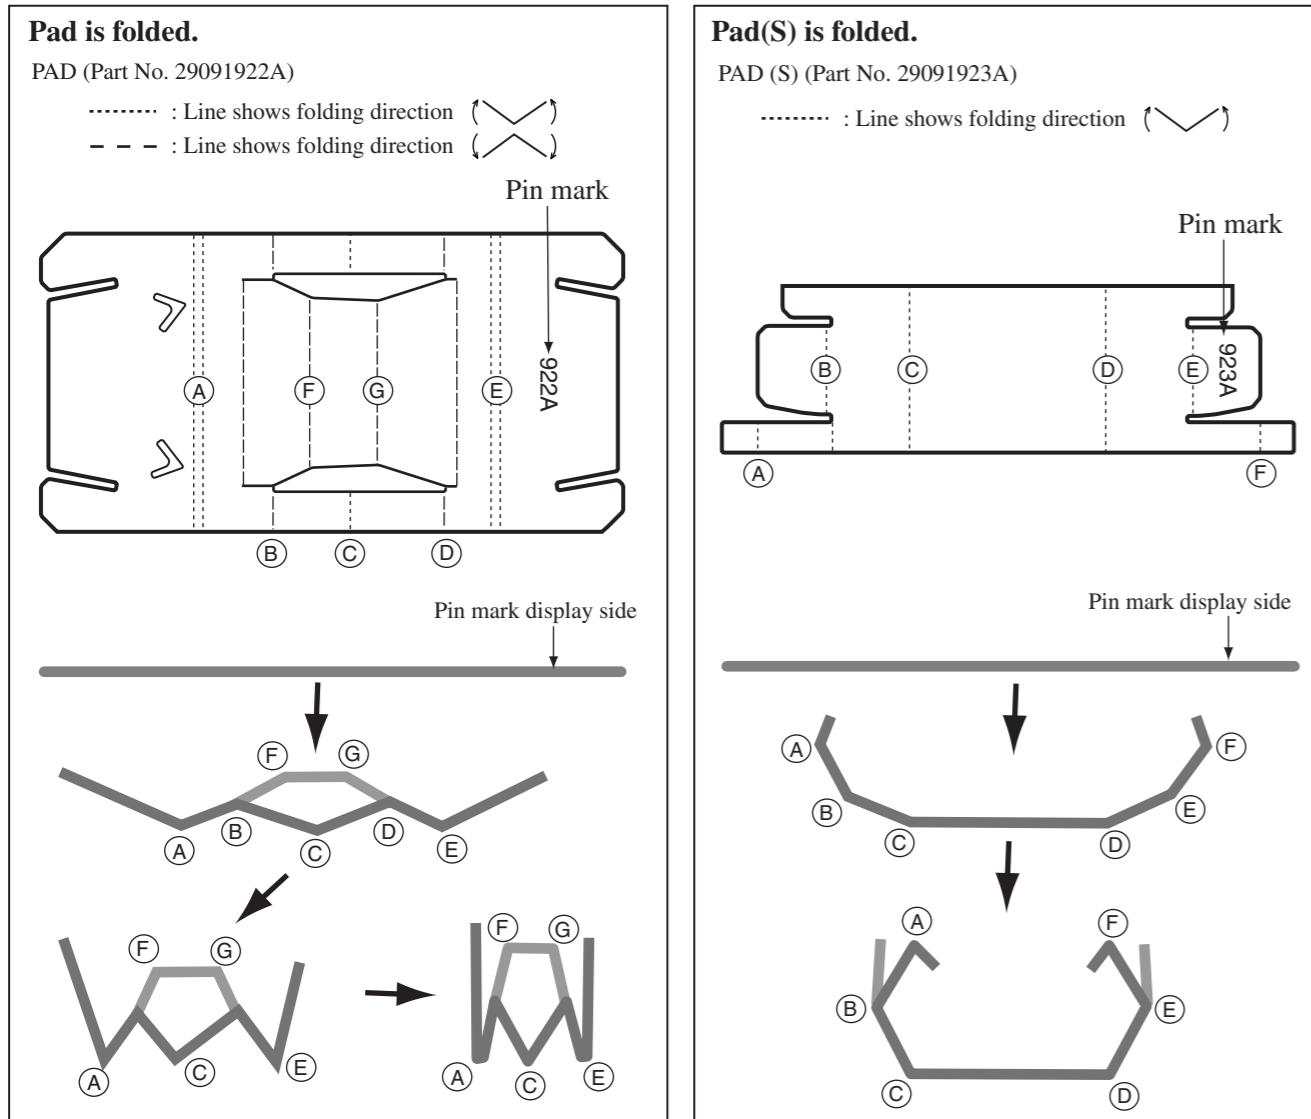 Pad is folded.
PAD (Part No. 29091922A)
: Line shows folding direction
: Line shows folding direction
Pin mark
A
F
G
E
922A
B
C
D
Pin mark display side
F
G
A
B
C
D
E
F
G
A
C
E
F
G
A
C
E
Pad(S) is folded.
PAD (S) (Part No. 29091923A)
: Line shows folding direction
Pin mark
B
C
D
E
923A
A
F
Pin mark display side
A
F
B
E
C
D
A
F
B
E
C
D